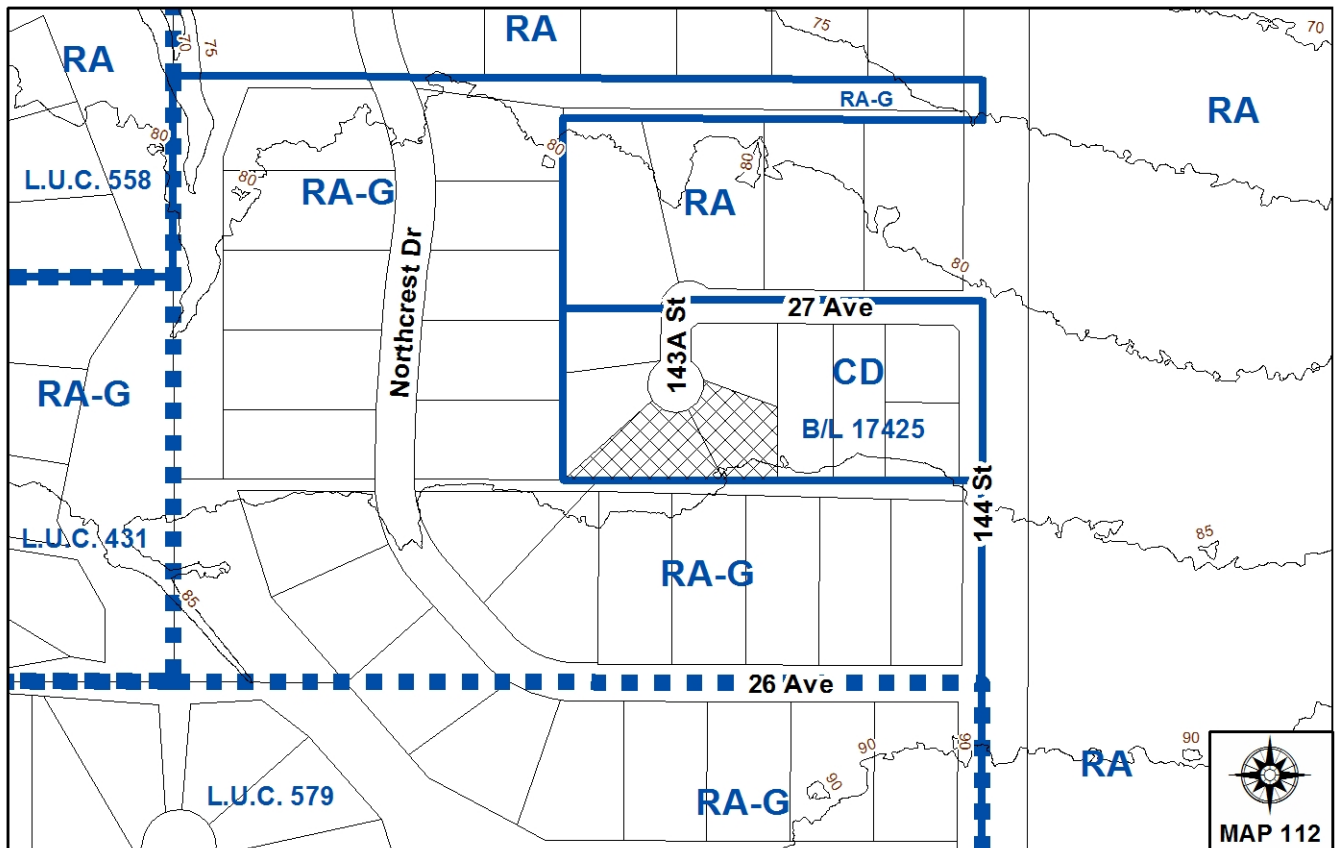 RA
75
70
70
75
RA
RA-G
RA
80
80
80
80
L.U.C. 558
RA-G
RA
80
27 Ave
143A St
Northcrest Dr
CD
RA-G
B/L 17425
144 St
L.U.C. 431
85
RA-G
85
26 Ave
90
90
90
RA
90
L.U.C. 579
RA-G
MAP 112